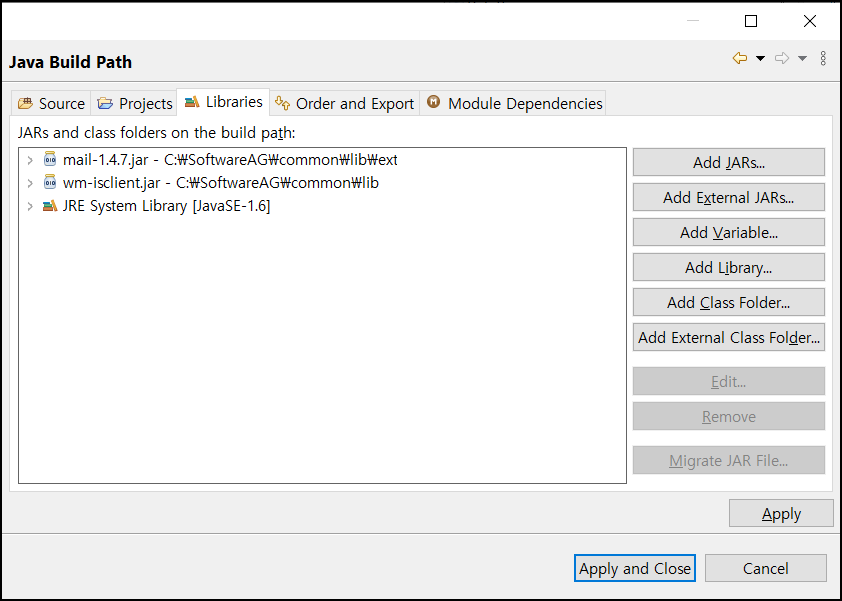 Java Build Path
Source Projects Libraries Order and Export Module Dependencies
JARs and class folders on the build path:
mail-1.4.7.jar - C:₩SoftwareAG₩common₩lib₩ext
wm-isclient.jar - C:₩SoftwareAG₩common₩lib
JRE System Library [JavaSE-1.6]
Add JARs...
Add External JARs...
Add Variable...
Add Library...
Add Class Folder...
Add External Class Folder...
Edit...
Remove
Migrate JAR File...
Apply
Apply and Close Cancel